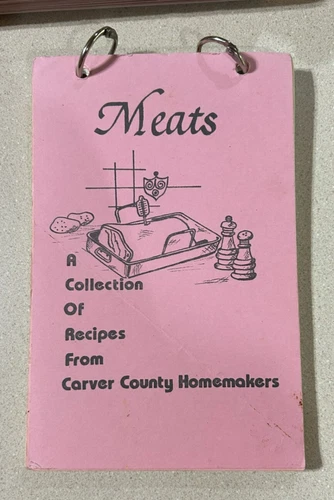 Meats
A
Collection
Of
Recipes
From
Carver County Homemakers